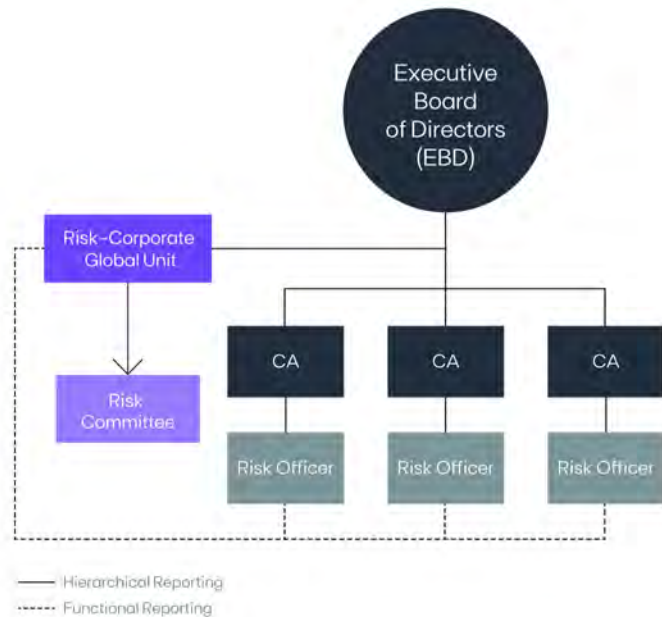 Executive
Board
of Directors
(EBD)
Risk-Corporate
Global Unit
CA
CA
CA
Risk
Committee
Risk Officer
Risk Officer
Risk Officer
Hierarchical Reporting
Functional Reporting